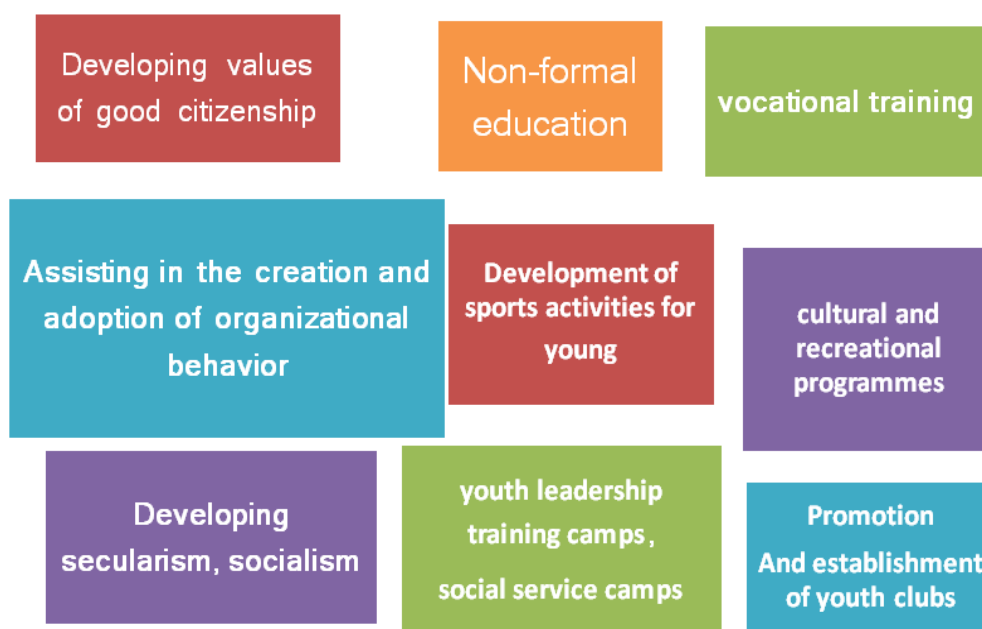 Developing values
of good citizenship
Non-formal
education
vocational training
Assisting in the creation and
adoption of organizational
behavior
Development of
sports activities for
young
cultural and
recreational
programmes
Developing
secularism, socialism
youth leadership
training camps ,
social service camps
Promotion
And establishment
of youth clubs